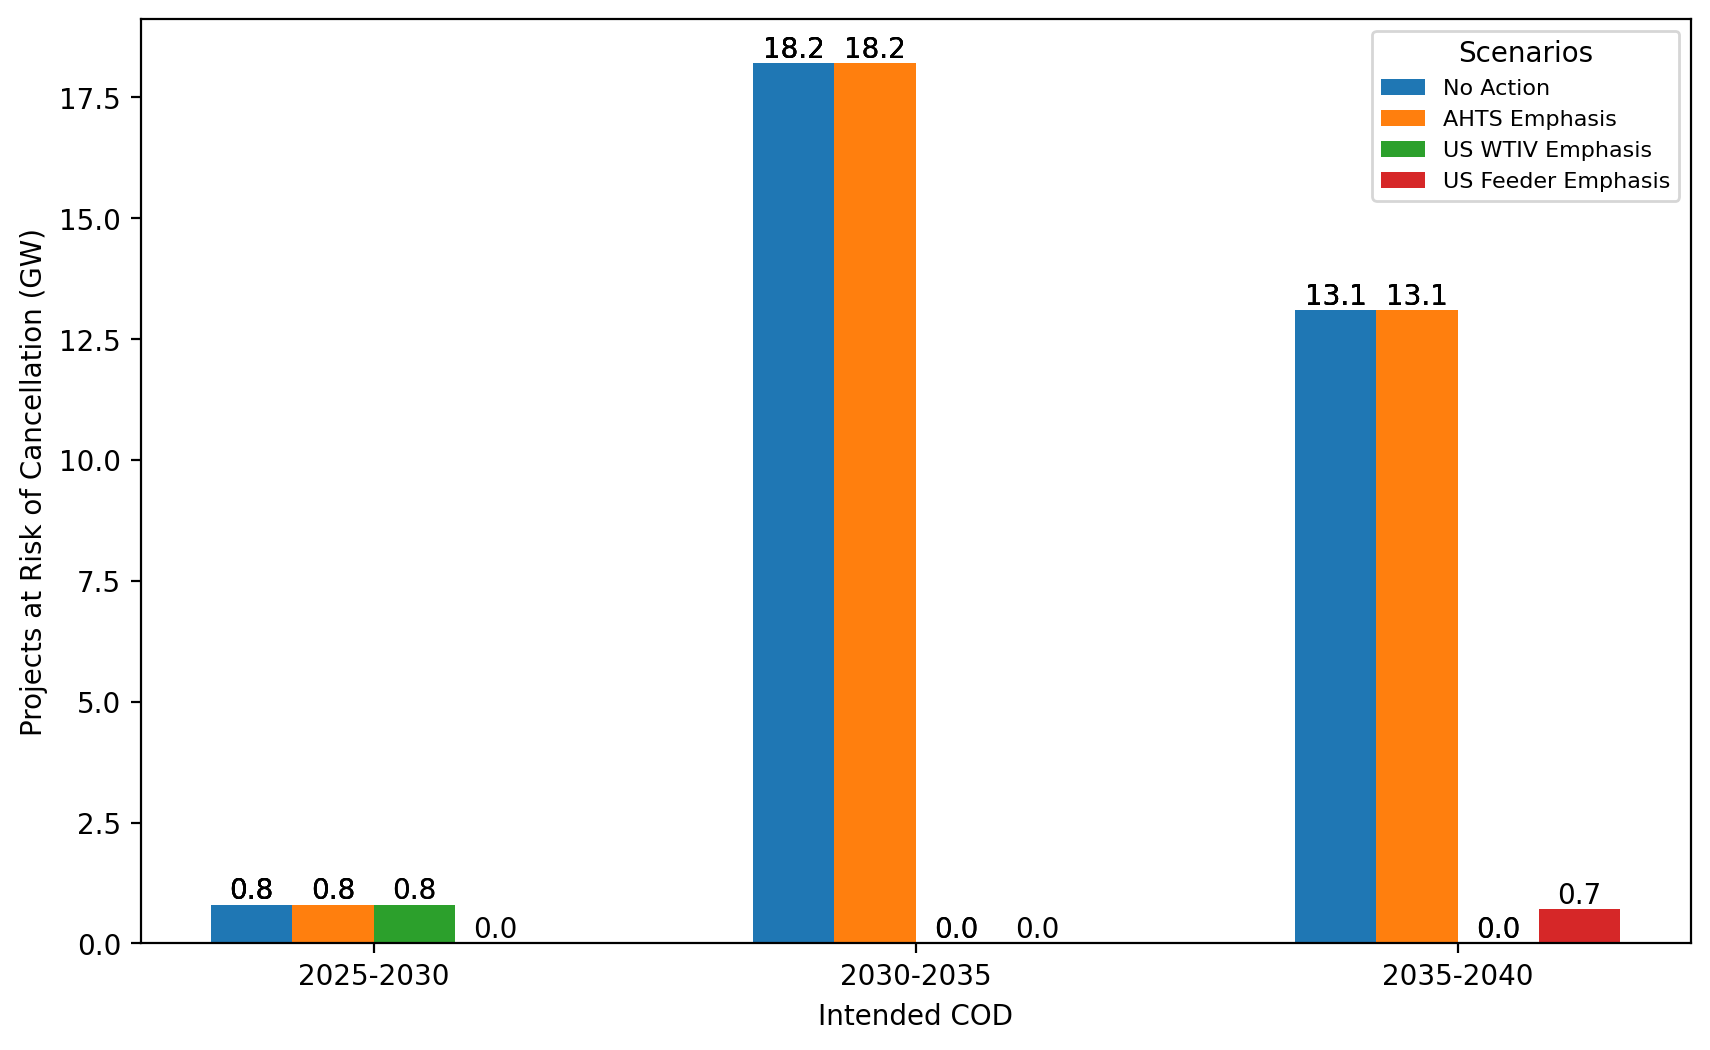 Scenarios
No Action
AHTS Emphasis
US WTIV Emphasis
US Feeder Emphasis
Projects at Risk of Cancellation (GW)
17.5
15.0
12.5
10.0
7.5
5.0
2.5
0.0
0.8 0.8 0.8 0.0
18.2 18.2 0.0 0.0
13.1 13.1 0.0 0.7
2025-2030 2030-2035 2035-2040
Intended COD